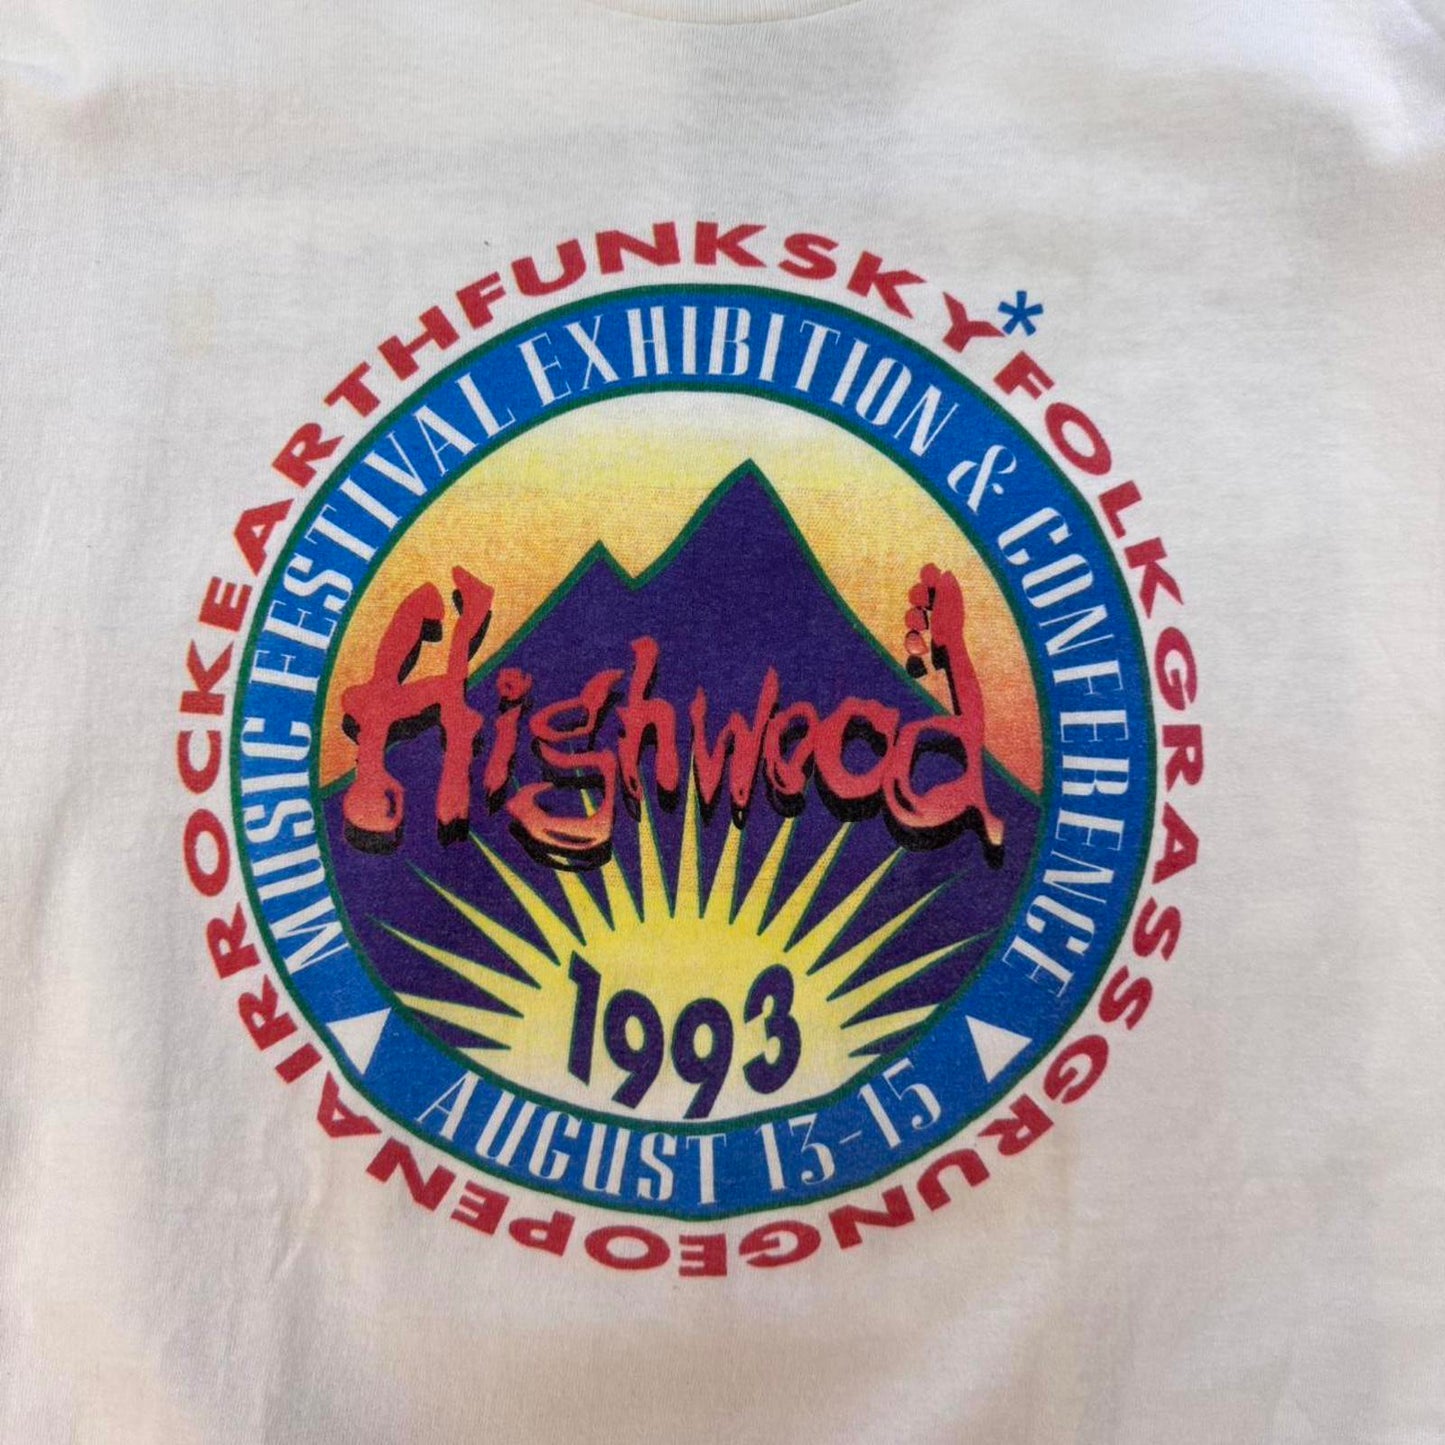 ROCKEARTHFUNKSKY*FOLKGRASSGRUNGEOPENAIR
MUSIC FESTIVAL EXHIBITION & CONFERENCE
Highwood
1993
AUGUST 13-15